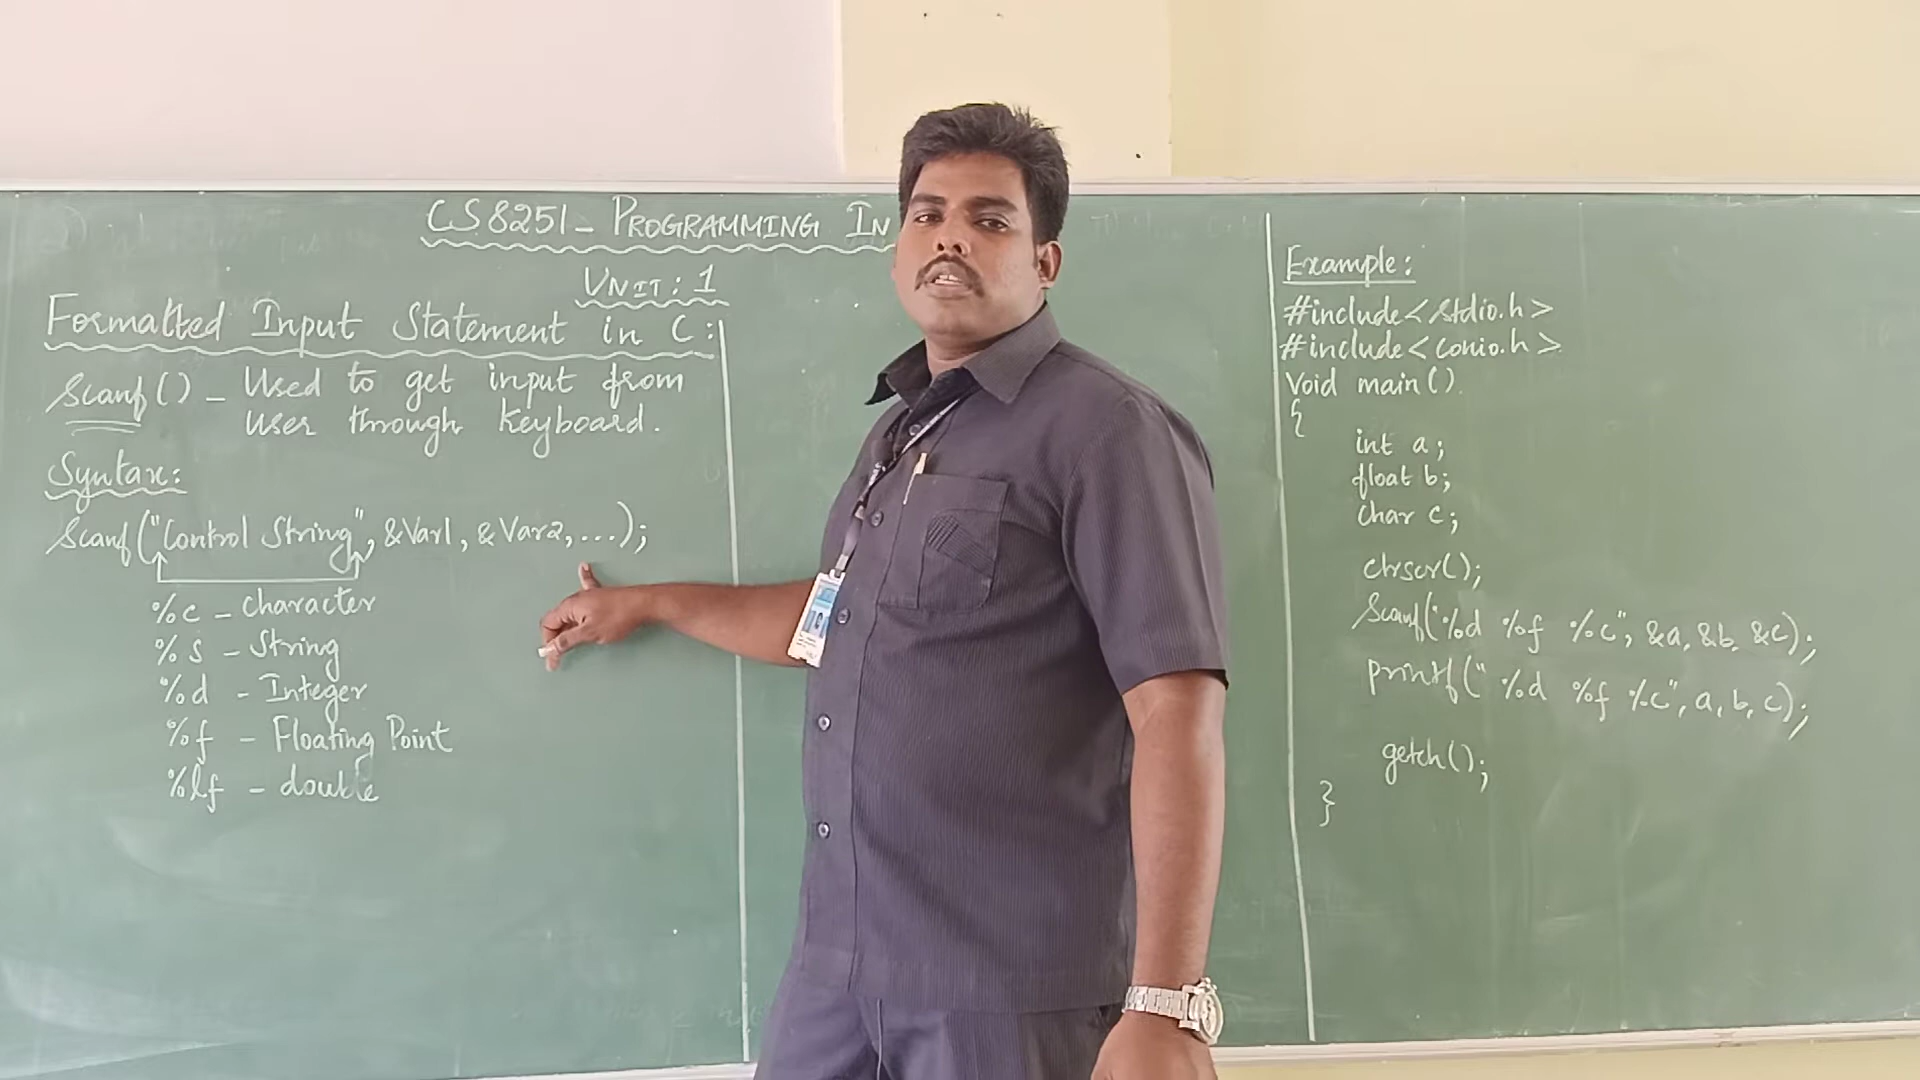 CS8251- PROGRAMMING IN
UNIT: 1
Formatted Input Statement in C:
Scanf() - Used to get input from
User through Keyboard.
Syntax:
Scanf("Control String", &Var1, &Var2, ...);
%c - Character
%s - String
%d - Integer
%f - Floating Point
%lf - double
Example:
#include<stdio.h>
#include<conio.h>
Void main()
{
int a;
float b;
char c;
clrscr();
Scanf("%d %f %c", &a, &b, &c);
printf(" %d %f %c", a, b, c);
getch();
}